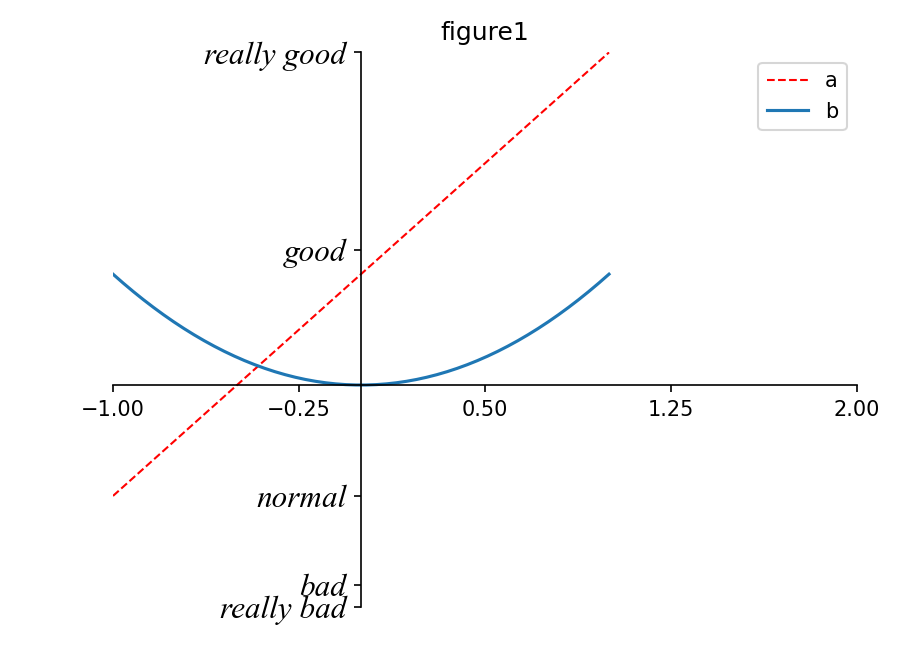 figure1
really good
a
b
good
−1.00
−0.25
0.50
1.25
2.00
normal
bad
really bad